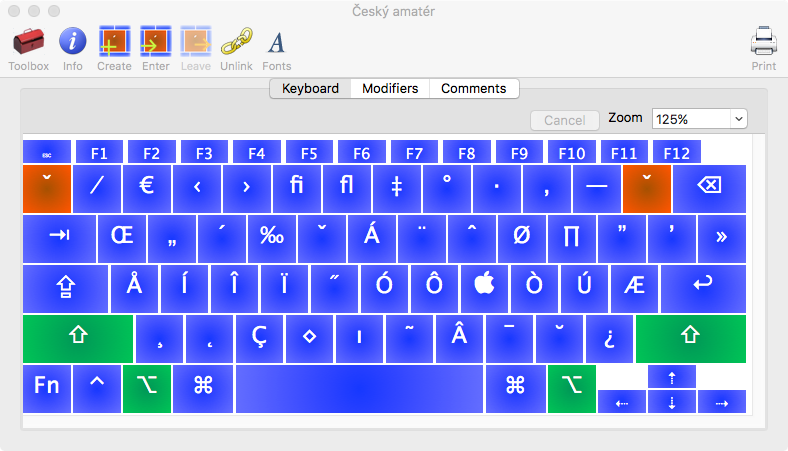 Český amatér
Toolbox Info Create Enter Leave Unlink Fonts Print
Keyboard Modifiers Comments
Cancel Zoom 125%
esc F1 F2 F3 F4 F5 F6 F7 F8 F9 F10 F11 F12
ˇ ⁄ € ‹ › ﬁ ﬂ ‡ ° · ‚ — ˇ ⌫
⇥ Œ „ ´ ‰ ˇ Á ¨ ˆ Ø ∏ ” ’ »
⇪ Å Í Î Ï ˝ Ó Ô  Ò Ú Æ ↩
⇧ ¸ ˛ Ç ◊ ı ˜ Â ¯ ˘ ¿ ⇧
Fn ⌃ ⌥ ⌘ ⌘ ⌥ ⇠ ⇡ ⇣ ⇢